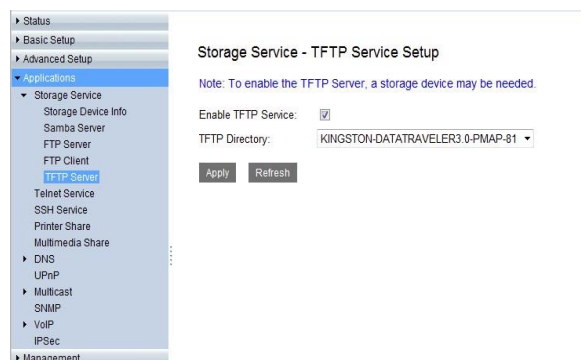 Status
Basic Setup
Advanced Setup
Applications
Storage Service
Storage Device Info
Samba Server
FTP Server
FTP Client
TFTP Server
Telnet Service
SSH Service
Printer Share
Multimedia Share
DNS
UPnP
Multicast
SNMP
VoIP
IPSec
Management
Storage Service - TFTP Service Setup
Note: To enable the TFTP Server, a storage device may be needed.
Enable TFTP Service:
TFTP Directory: KINGSTON-DATATRAVELER3.0-PMAP-81
Apply Refresh